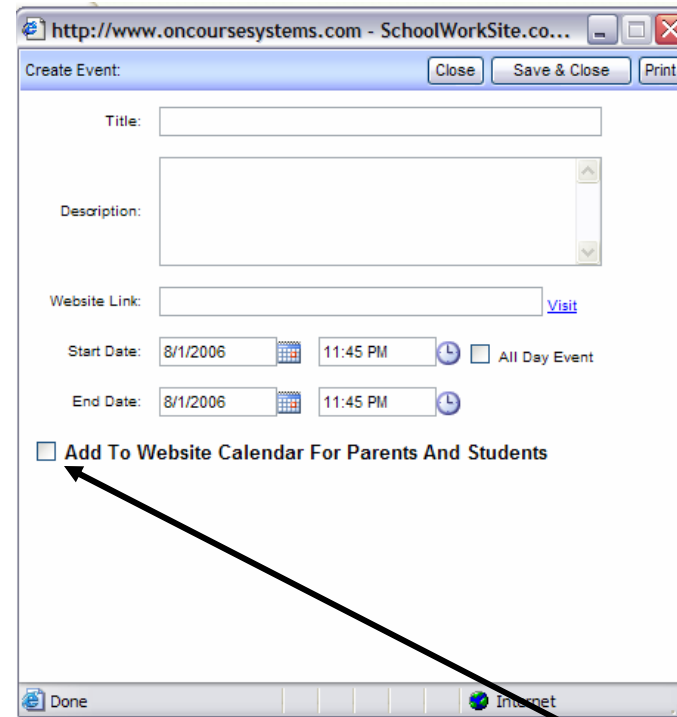 http://www.oncoursesystems.com - SchoolWorkSite.co...
Create Event: Close Save & Close Print
Title:
Description:
Website Link: Visit
Start Date: 8/1/2006 11:45 PM All Day Event
End Date: 8/1/2006 11:45 PM
Add To Website Calendar For Parents And Students
Done Internet